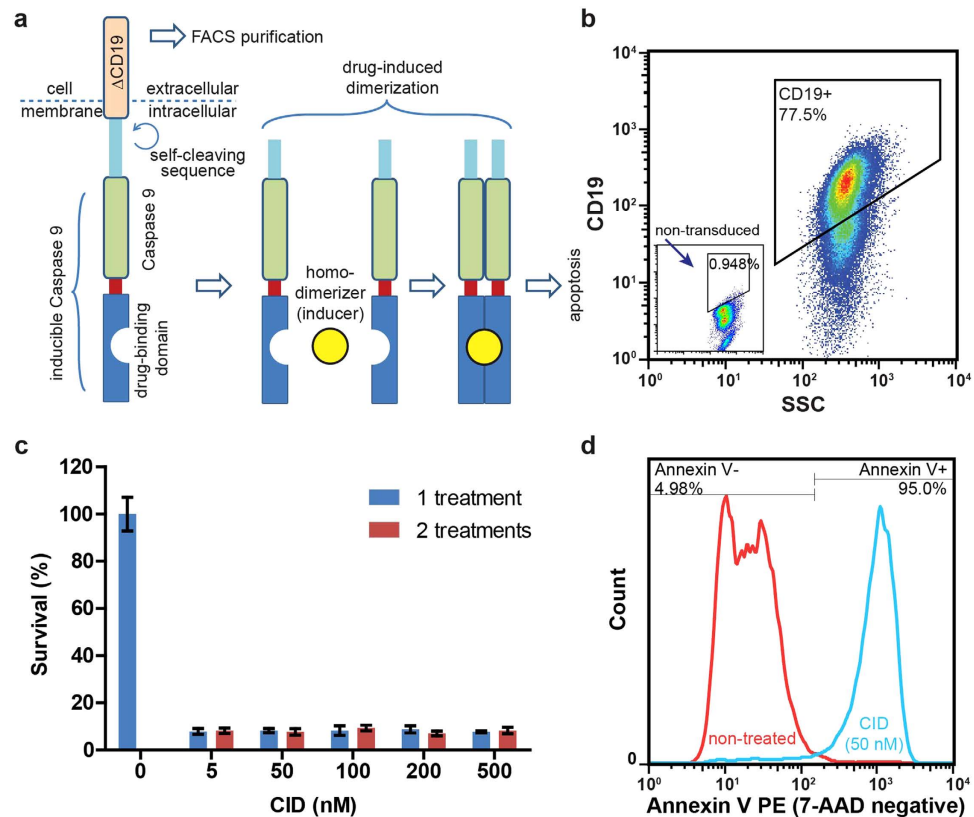 a
ΔCD19
FACS purification
cell
membrane
extracellular
intracellular
self-cleaving
sequence
inducible Caspase 9
Caspase 9
drug-binding
domain
drug-induced
dimerization
homo-
dimerizer
(inducer)
apoptosis
b
CD19+
77.5%
non-transduced
0.948%
CD19
10⁴
10³
10²
10¹
10⁰
10⁰
10¹
10²
10³
10⁴
SSC
c
Survival (%)
120
100
80
60
40
20
0
1 treatment
2 treatments
0
5
50
100
200
500
CID (nM)
d
Annexin V-
4.98%
Annexin V+
95.0%
Count
0
non-treated
CID
(50 nM)
10⁰
10¹
10²
10³
10⁴
Annexin V PE (7-AAD negative)